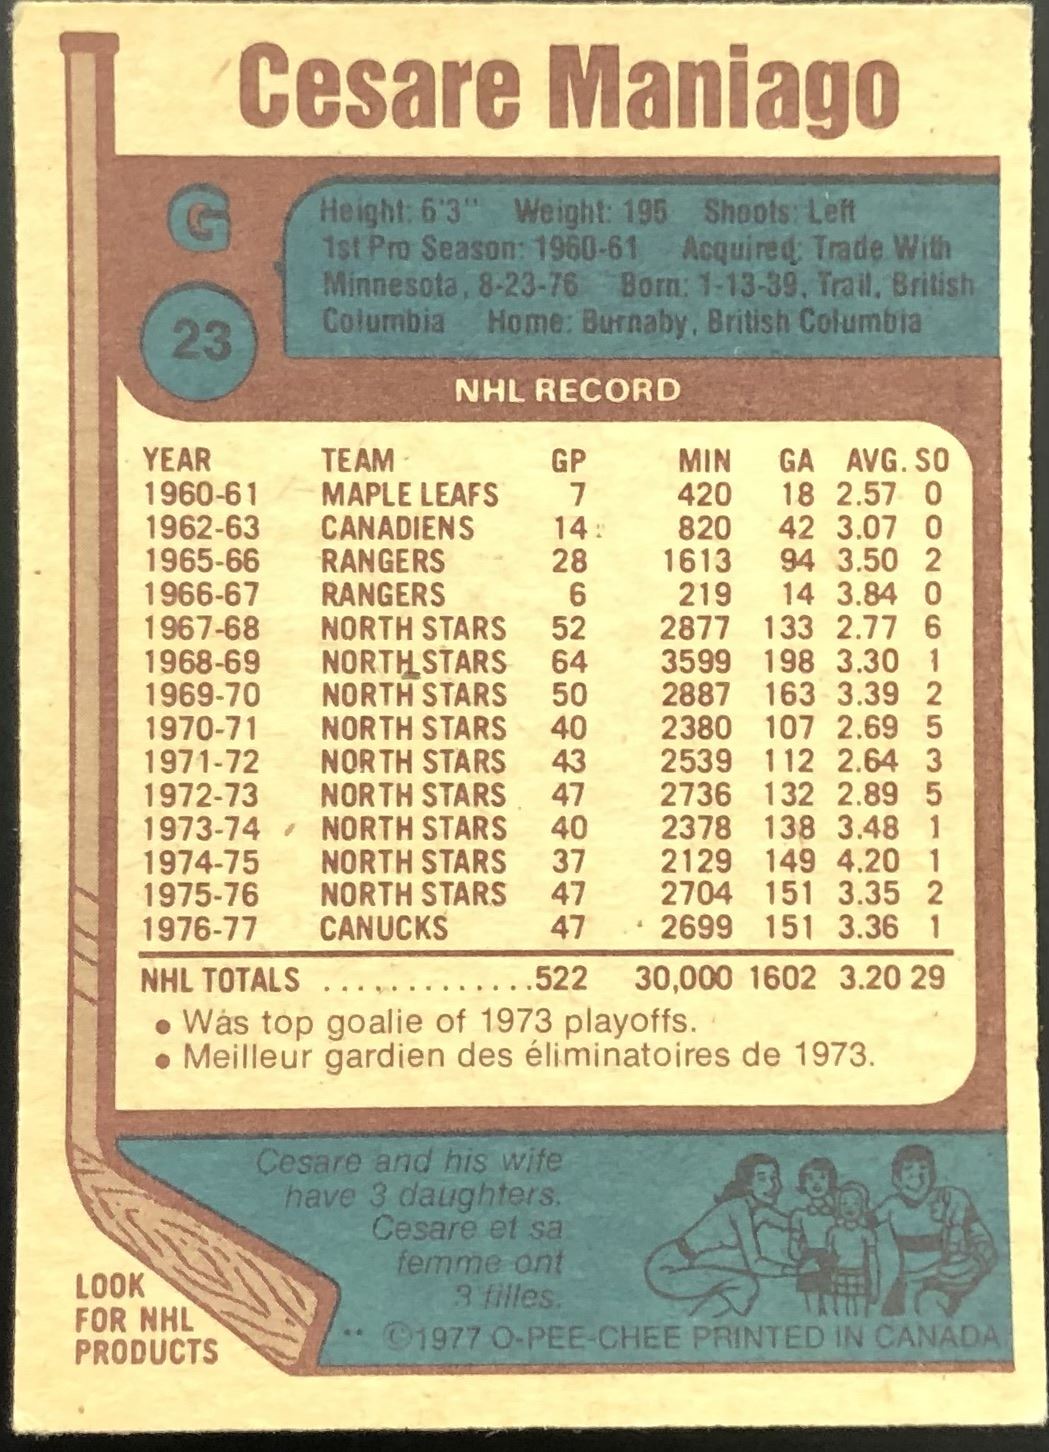 Cesare Maniago
G
23
Height: 6'3" Weight: 195 Shoots: Left
1st Pro Season: 1960-61 Acquired: Trade With
Minnesota, 8-23-76 Born: 1-13-39, Trail, British
Columbia Home: Burnaby, British Columbia
NHL RECORD
YEAR TEAM GP MIN GA AVG. SO
1960-61 MAPLE LEAFS 7 420 18 2.57 0
1962-63 CANADIENS 14 820 42 3.07 0
1965-66 RANGERS 28 1613 94 3.50 2
1966-67 RANGERS 6 219 14 3.84 0
1967-68 NORTH STARS 52 2877 133 2.77 6
1968-69 NORTH STARS 64 3599 198 3.30 1
1969-70 NORTH STARS 50 2887 163 3.39 2
1970-71 NORTH STARS 40 2380 107 2.69 5
1971-72 NORTH STARS 43 2539 112 2.64 3
1972-73 NORTH STARS 47 2736 132 2.89 5
1973-74 NORTH STARS 40 2378 138 3.48 1
1974-75 NORTH STARS 37 2129 149 4.20 1
1975-76 NORTH STARS 47 2704 151 3.35 2
1976-77 CANUCKS 47 2699 151 3.36 1
NHL TOTALS ..............522 30,000 1602 3.20 29
• Was top goalie of 1973 playoffs.
• Meilleur gardien des éliminatoires de 1973.
Cesare and his wife
have 3 daughters.
Cesare et sa
femme ont
3 filles.
LOOK
FOR NHL
PRODUCTS
** ©1977 O-PEE-CHEE PRINTED IN CANADA